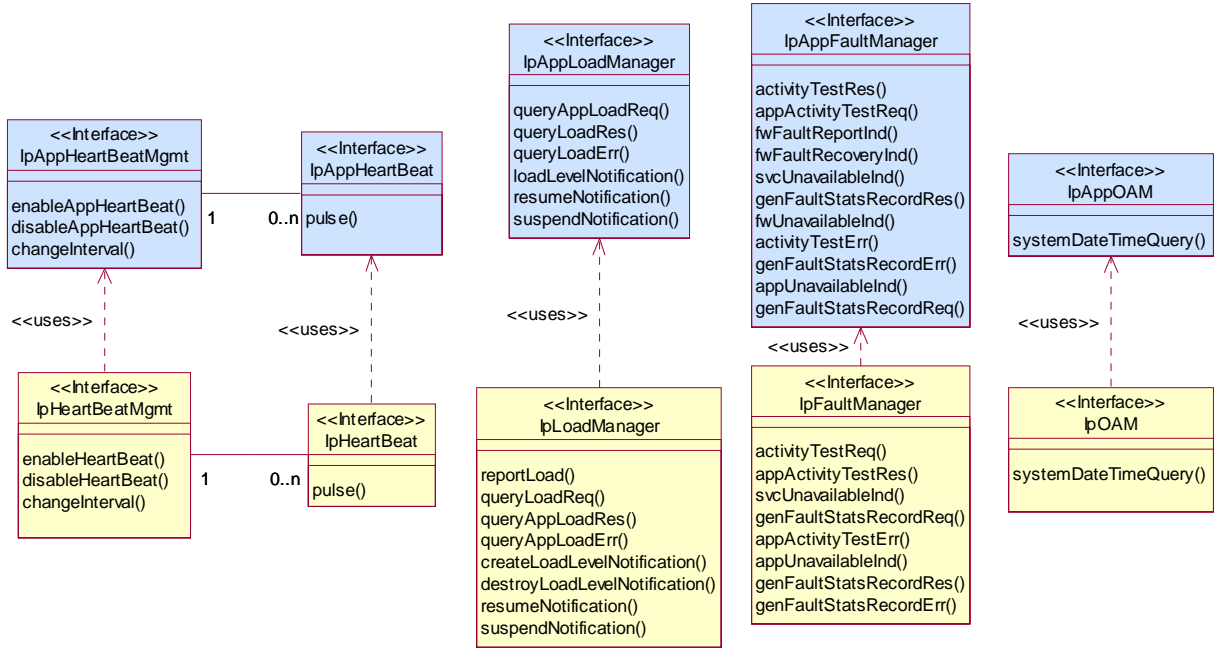 <<Interface>>
IpAppHeartBeatMgmt
enableAppHeartBeat()
disableAppHeartBeat()
changeInterval()
1
0..n
<<Interface>>
IpAppHeartBeat
pulse()
<<Interface>>
IpAppLoadManager
queryAppLoadReq()
queryLoadRes()
queryLoadErr()
loadLevelNotification()
resumeNotification()
suspendNotification()
<<Interface>>
IpAppFaultManager
activityTestRes()
appActivityTestReq()
fwFaultReportInd()
fwFaultRecoveryInd()
svcUnavailableInd()
genFaultStatsRecordRes()
fwUnavailableInd()
activityTestErr()
genFaultStatsRecordErr()
appUnavailableInd()
genFaultStatsRecordReq()
<<Interface>>
IpAppOAM
systemDateTimeQuery()
<<uses>>
<<uses>>
<<uses>>
<<uses>>
<<uses>>
<<Interface>>
IpHeartBeatMgmt
enableHeartBeat()
disableHeartBeat()
changeInterval()
1
0..n
<<Interface>>
IpHeartBeat
pulse()
<<Interface>>
IpLoadManager
reportLoad()
queryLoadReq()
queryAppLoadRes()
queryAppLoadErr()
createLoadLevelNotification()
destroyLoadLevelNotification()
resumeNotification()
suspendNotification()
<<Interface>>
IpFaultManager
activityTestReq()
appActivityTestRes()
svcUnavailableInd()
genFaultStatsRecordReq()
appActivityTestErr()
appUnavailableInd()
genFaultStatsRecordRes()
genFaultStatsRecordErr()
<<Interface>>
IpOAM
systemDateTimeQuery()